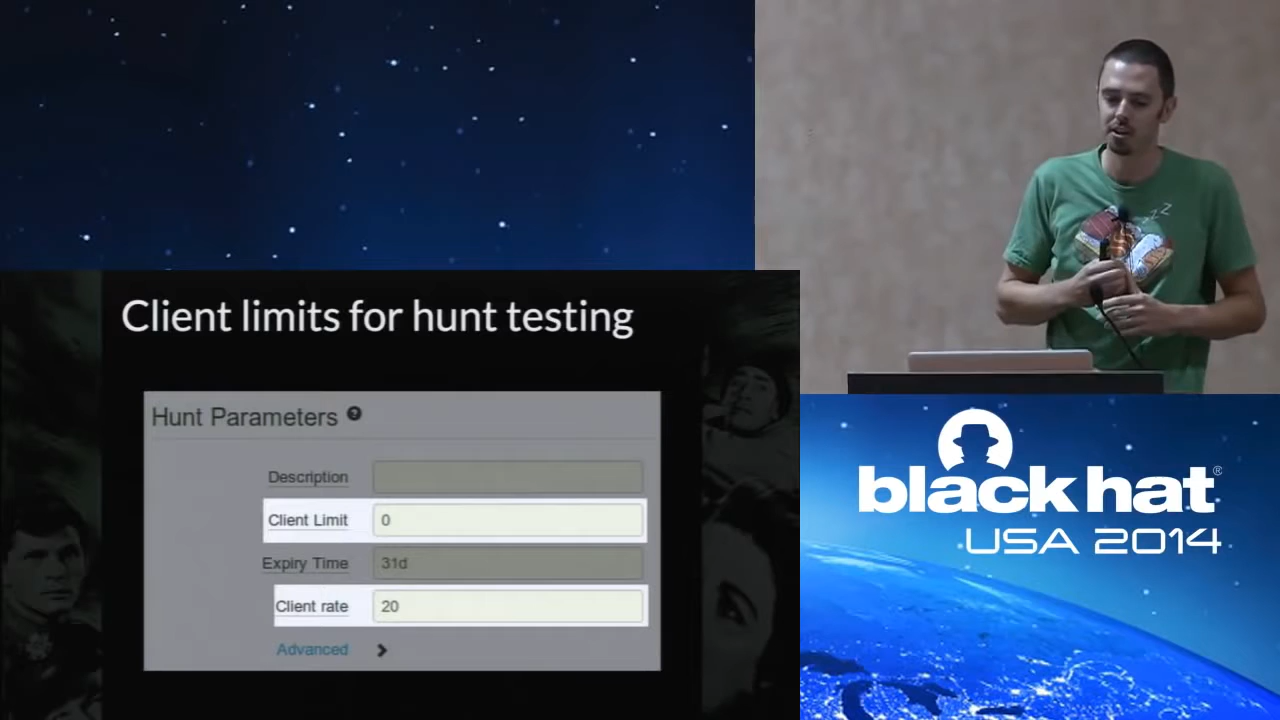 Client limits for hunt testing
Hunt Parameters ?
Description
Client Limit 0
Expiry Time 31d
Client rate 20
Advanced
zzz
black hat®
USA 2014